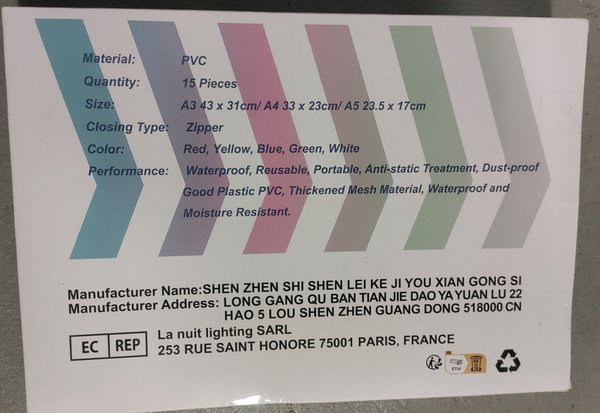 Material: PVC
Quantity: 15 Pieces
Size: A3 43 x 31cm/ A4 33 x 23cm/ A5 23.5 x 17cm
Closing Type: Zipper
Color: Red, Yellow, Blue, Green, White
Performance: Waterproof, Reusable, Portable, Anti-static Treatment, Dust-proof
Good Plastic PVC, Thickened Mesh Material, Waterproof and
Moisture Resistant.
Manufacturer Name:SHEN ZHEN SHI SHEN LEI KE JI YOU XIAN GONG SI
Manufacturer Address: LONG GANG QU BAN TIAN JIE DAO YA YUAN LU 22
HAO 5 LOU SHEN ZHEN GUANG DONG 518000 CN
EC REP
La nuit lighting SARL
253 RUE SAINT HONORE 75001 PARIS, FRANCE